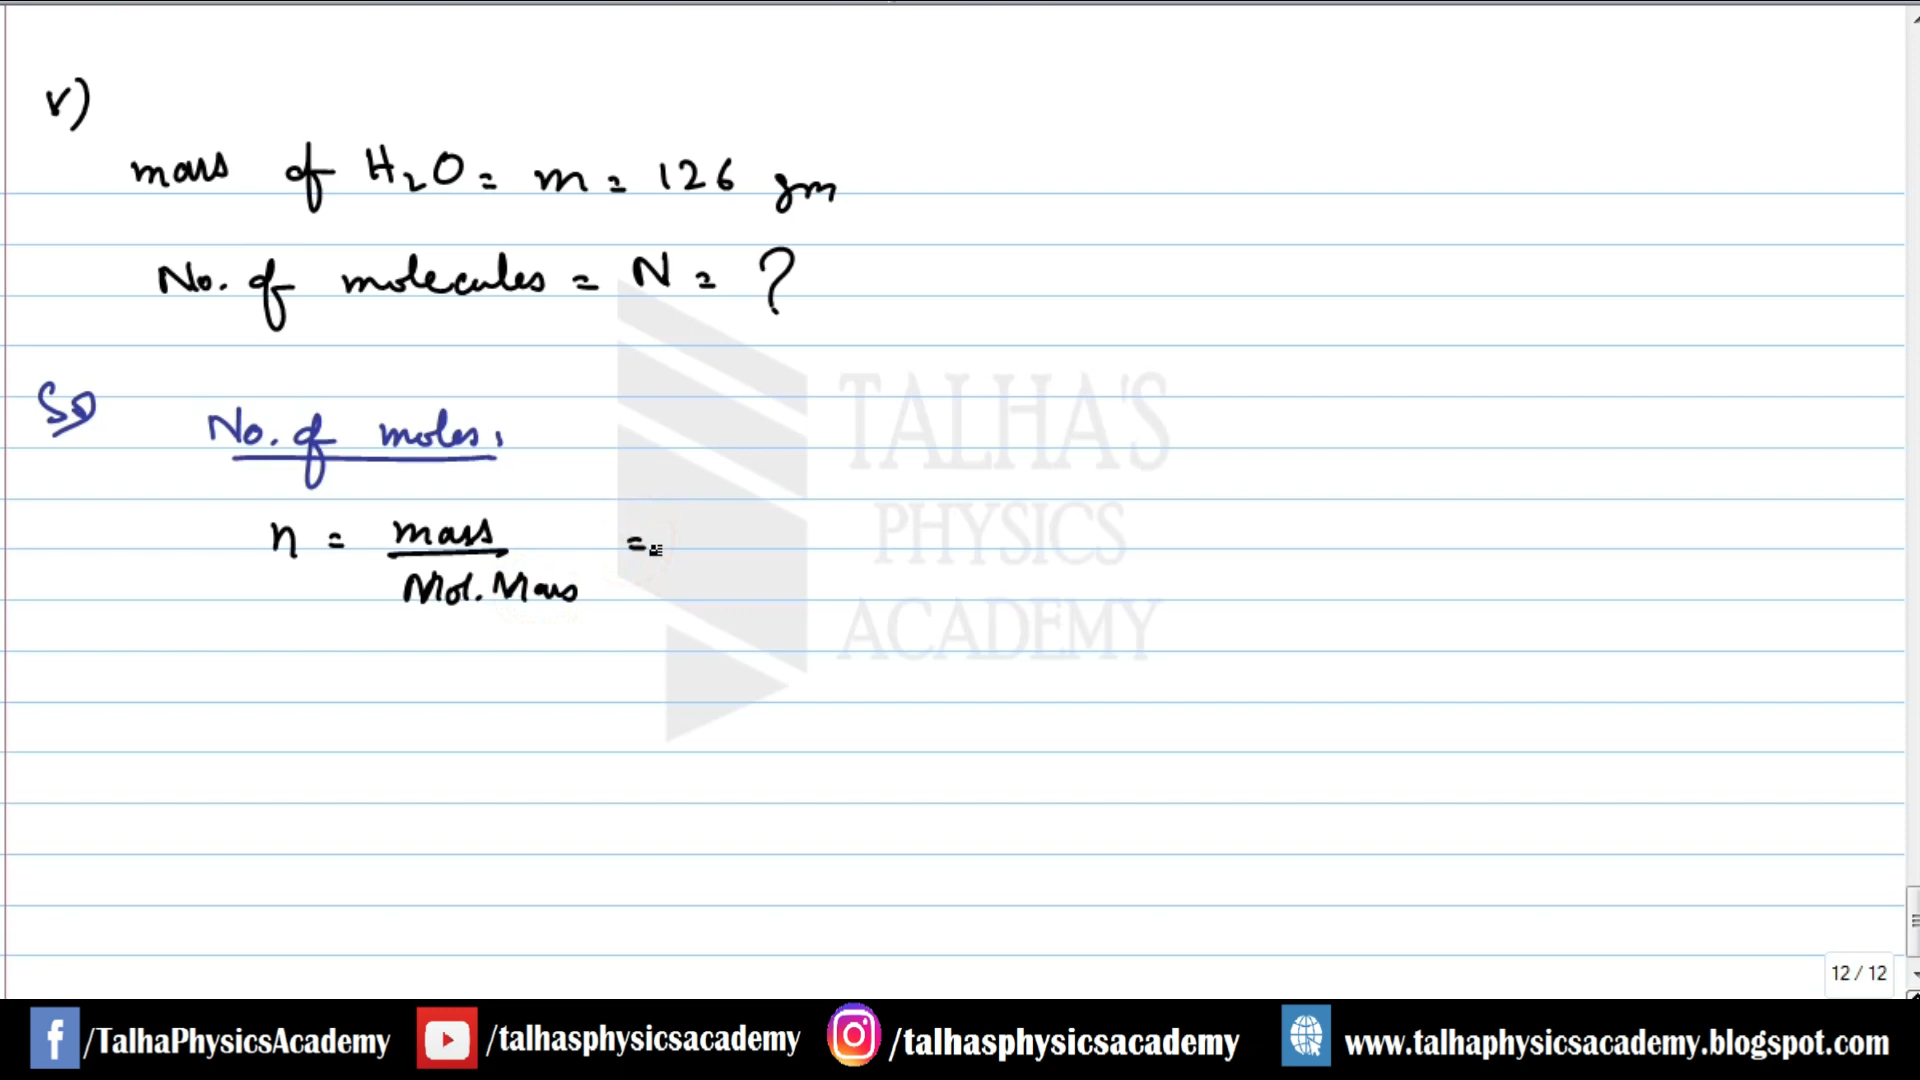 v)
mass of H₂O = m = 126 gm
No. of molecules = N = ?
Sol
No. of moles:
n = mass / Mol. Mass =
TALHA'S
PHYSICS
ACADEMY
12 / 12
/TalhaPhysicsAcademy /talhasphysicsacademy /talhasphysicsacademy www.talhaphysicsacademy.blogspot.com